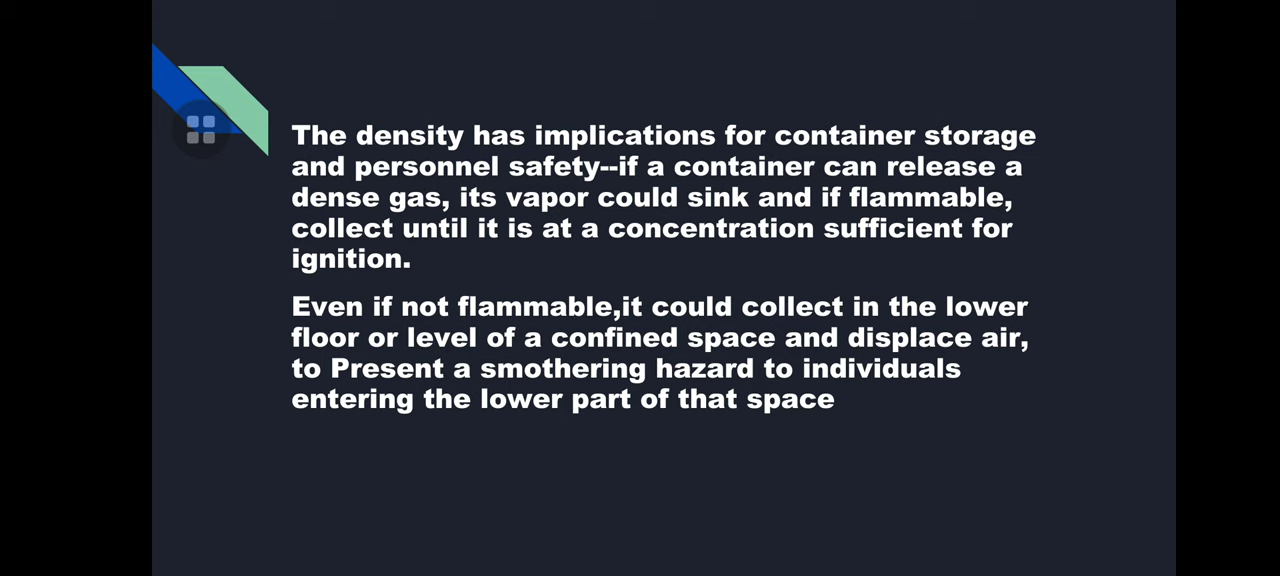 The density has implications for container storage
and personnel safety--if a container can release a
dense gas, its vapor could sink and if flammable,
collect until it is at a concentration sufficient for
ignition.
Even if not flammable,it could collect in the lower
floor or level of a confined space and displace air,
to Present a smothering hazard to individuals
entering the lower part of that space